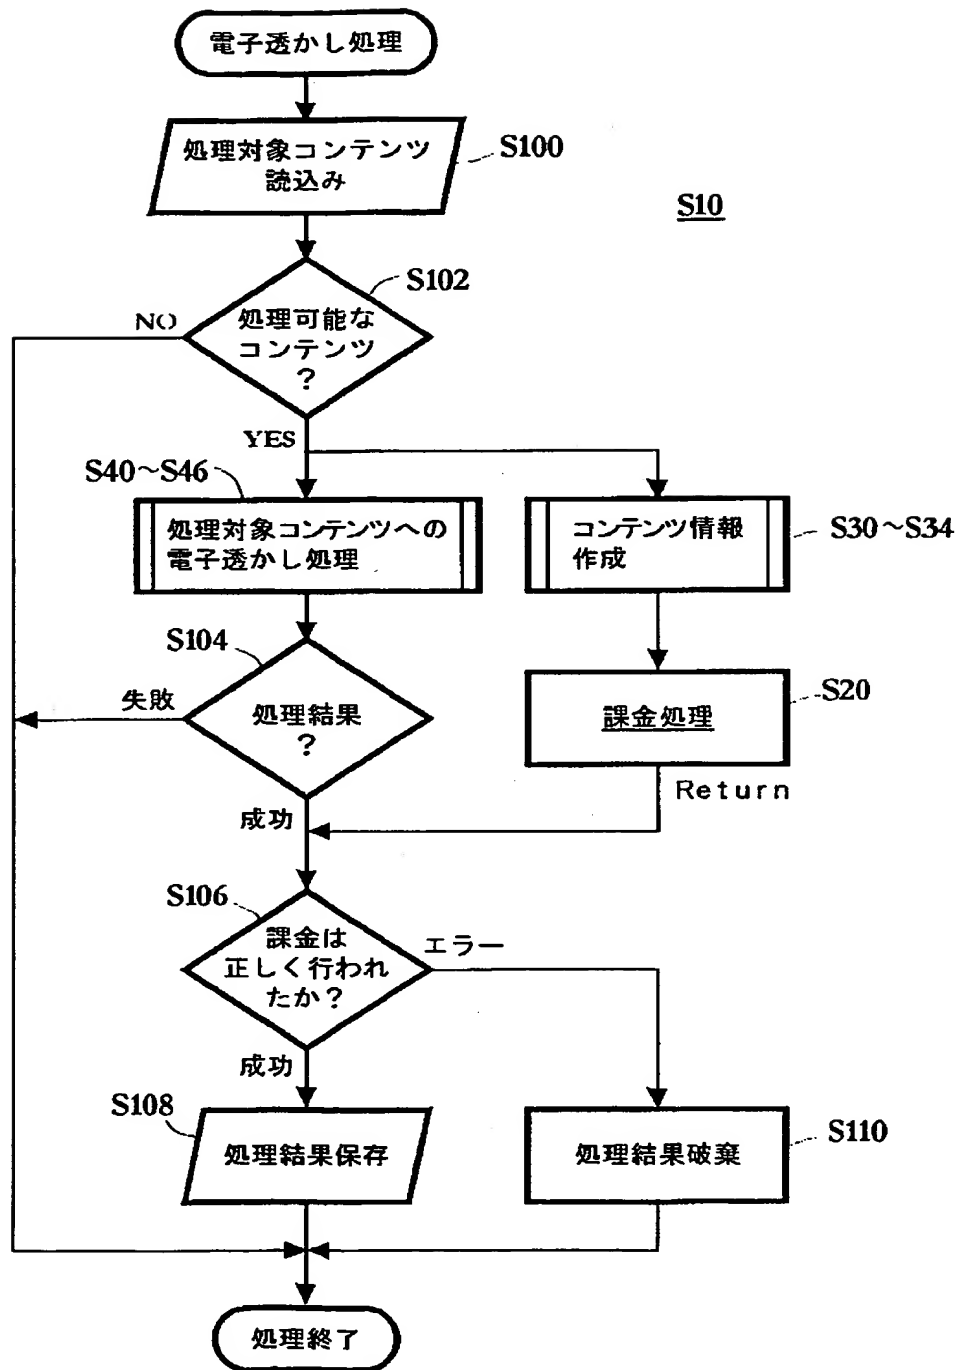 電子透かし処理
処理対象コンテンツ
読込み
S100
S10
S102
NO
処理可能な
コンテンツ
?
YES
S40~S46
処理対象コンテンツへの
電子透かし処理
コンテンツ情報
作成
S30~S34
S104
失敗
処理結果
?
課金処理
S20
Return
成功
S106
課金は
正しく行われ
たか?
エラー
成功
S108
処理結果保存
処理結果破棄
S110
処理終了